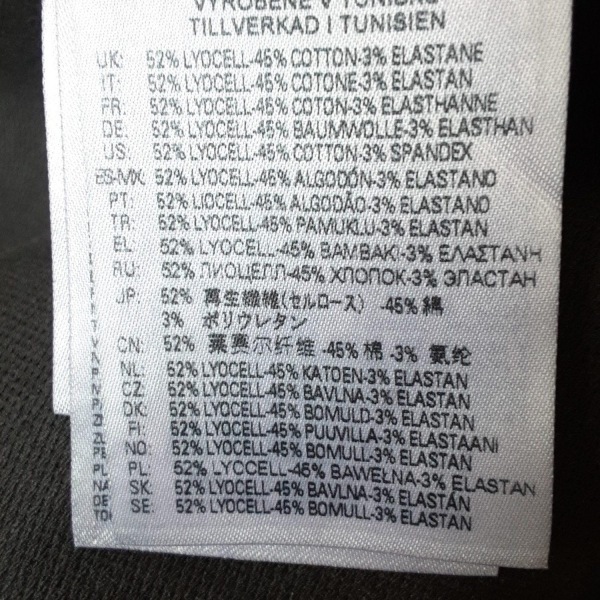 VYROBENE V TUNISKU
TILLVERKAD I TUNISIEN
UK: 52% LYOCELL-45% COTTON-3% ELASTANE
IT: 52% LYOCELL-45% COTONE-3% ELASTAN
FR: 52% LYOCELL-45% COTON-3% ELASTHANNE
DE: 52% LYOCELL-45% BAUMWOLLE-3% ELASTHAN
US: 52% LYOCELL-45% COTTON-3% SPANDEX
ES-MX: 52% LYOCELL-45% ALGODÓN-3% ELASTANO
PT: 52% LIOCELL-45% ALGODÃO-3% ELASTANO
TR: 52% LYOCELL-45% PAMUKLU-3% ELASTAN
EL: 52% LYOCELL-45% ΒΑΜΒΑΚΙ-3% ΕΛΑΣΤΑΝΗ
RU: 52% ЛИОЦЕЛЛ-45% ХЛОПОК-3% ЭЛАСТАН
JP: 52% 再生繊維(セルロース) -45% 綿
3% ポリウレタン
CN: 52% 莱赛尔纤维 -45% 棉 -3% 氨纶
NL: 52% LYOCELL-45% KATOEN-3% ELASTAN
CZ: 52% LYOCELL-45% BAVLNA-3% ELASTAN
DK: 52% LYOCELL-45% BOMULD-3% ELASTAN
FI: 52% LYOCELL-45% PUUVILLA-3% ELASTAANI
NO: 52% LYOCELL-45% BOMULL-3% ELASTAN
PL: 52% LYOCELL-45% BAWEŁNA-3% ELASTAN
SK: 52% LYOCELL-45% BAVLNA-3% ELASTÁN
SE: 52% LYOCELL-45% BOMULL-3% ELASTAN